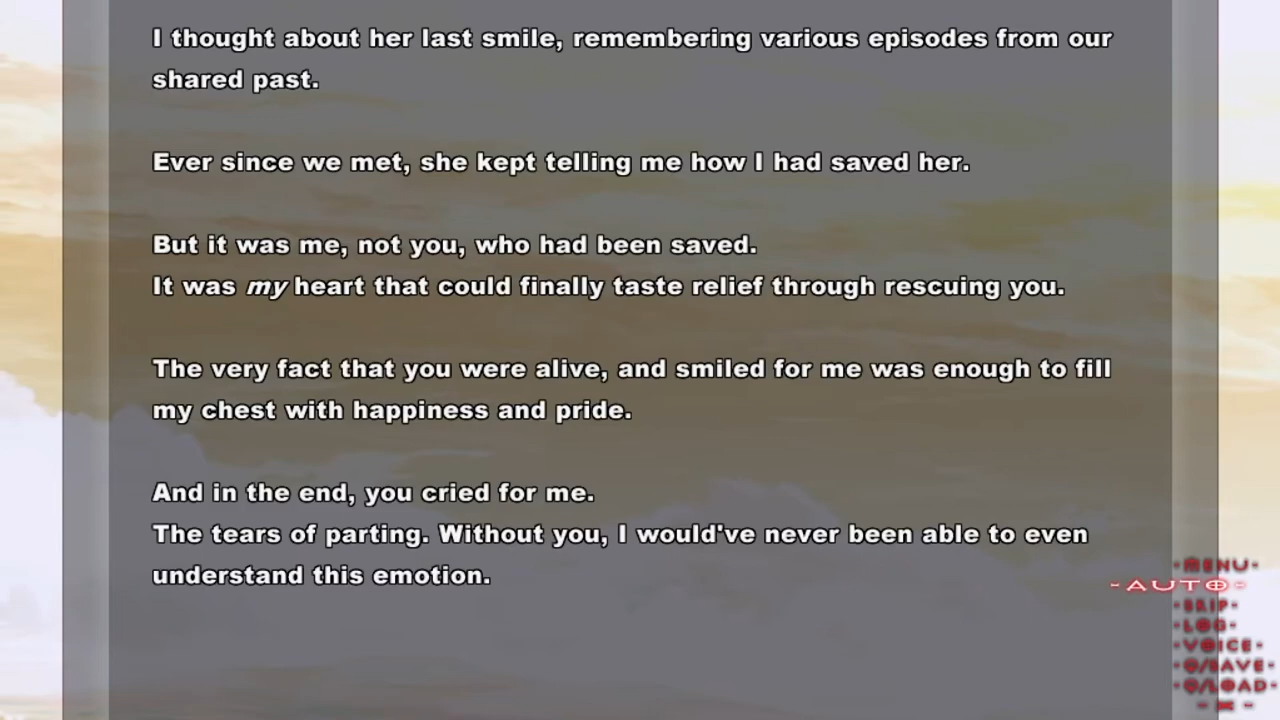 I thought about her last smile, remembering various episodes from our
shared past.
Ever since we met, she kept telling me how I had saved her.
But it was me, not you, who had been saved.
It was my heart that could finally taste relief through rescuing you.
The very fact that you were alive, and smiled for me was enough to fill
my chest with happiness and pride.
And in the end, you cried for me.
The tears of parting. Without you, I would've never been able to even
understand this emotion.
·MENU·
-AUTO-
·SKIP·
·LOG·
·VOICE·
·Q/SAVE·
·Q/LOAD·